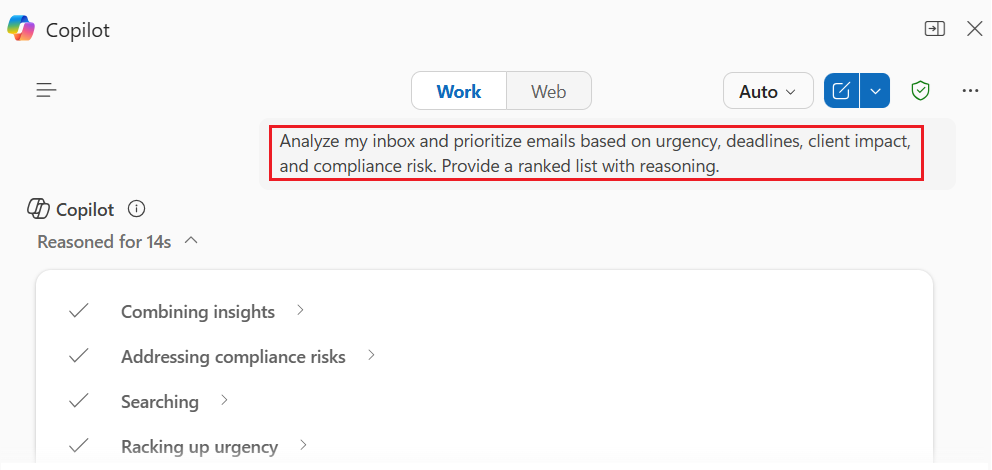 Copilot
Work
Web
Auto
Analyze my inbox and prioritize emails based on urgency, deadlines, client impact,
and compliance risk. Provide a ranked list with reasoning.
Copilot
Reasoned for 14s
Combining insights
Addressing compliance risks
Searching
Racking up urgency